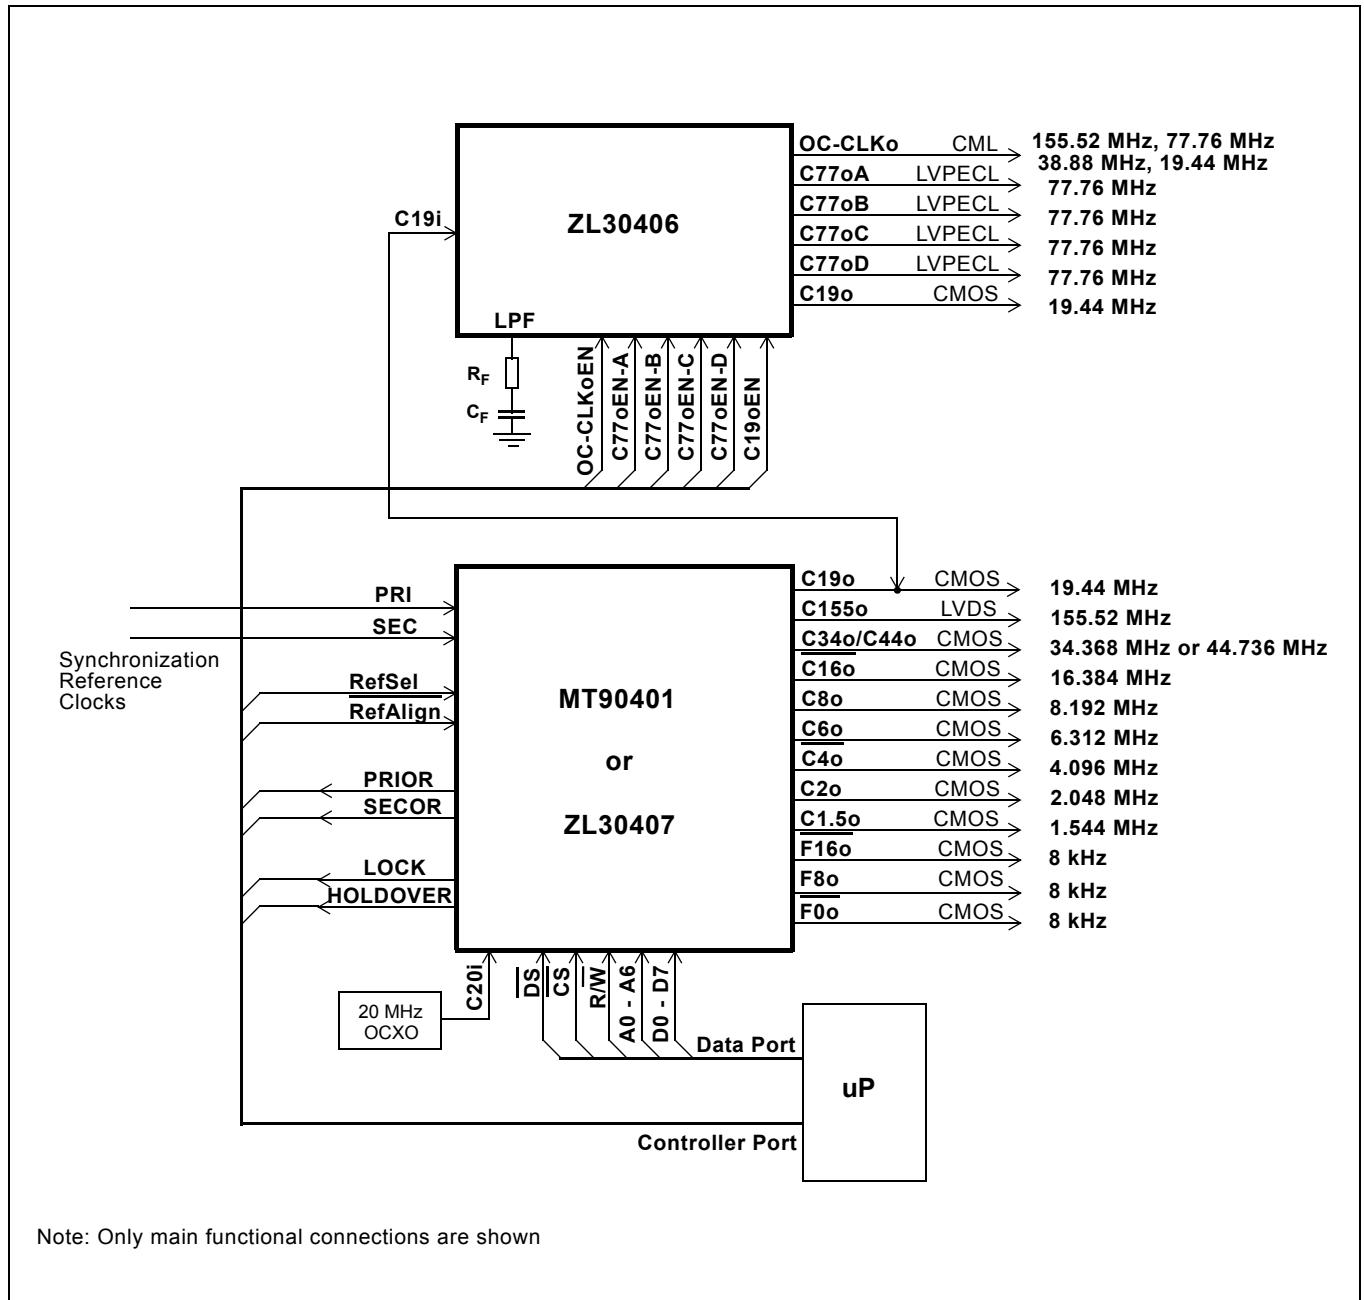 OC-CLKo CML 155.52 MHz, 77.76 MHz
38.88 MHz, 19.44 MHz
C77oA LVPECL 77.76 MHz
C19i
ZL30406
C77oB LVPECL 77.76 MHz
C77oC LVPECL 77.76 MHz
C77oD LVPECL 77.76 MHz
C19o CMOS 19.44 MHz
LPF
RF
CF
OC-CLKoEN
C77oEN-A
C77oEN-B
C77oEN-C
C77oEN-D
C19oEN
PRI
SEC
Synchronization
Reference
Clocks
RefSel
RefAlign
PRIOR
SECOR
LOCK
HOLDOVER
MT90401
or
ZL30407
C19o CMOS 19.44 MHz
C155o LVDS 155.52 MHz
C34o/C44o CMOS 34.368 MHz or 44.736 MHz
C16o CMOS 16.384 MHz
C8o CMOS 8.192 MHz
C6o CMOS 6.312 MHz
C4o CMOS 4.096 MHz
C2o CMOS 2.048 MHz
C1.5o CMOS 1.544 MHz
F16o CMOS 8 kHz
F8o CMOS 8 kHz
F0o CMOS 8 kHz
20 MHz
OCXO
C20i
DS
CS
R/W
A0 - A6
D0 - D7
Data Port
uP
Controller Port
Note: Only main functional connections are shown